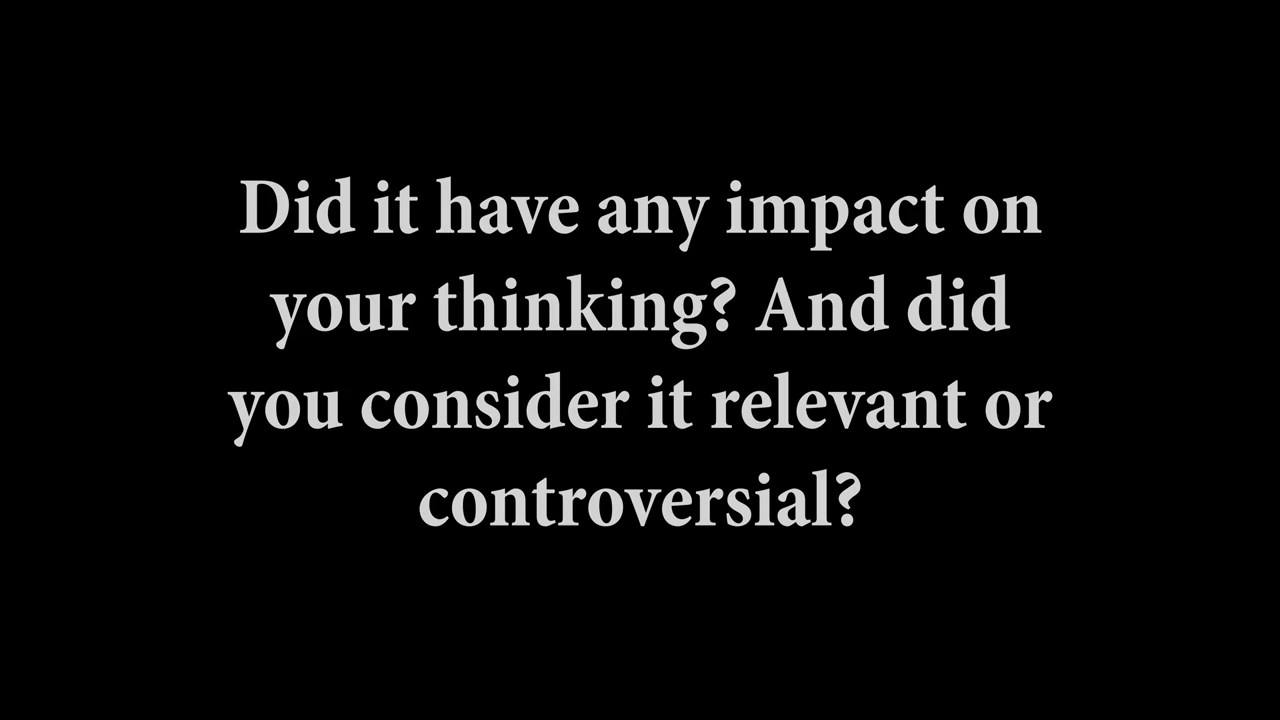 Did it have any impact on
your thinking? And did
you consider it relevant or
controversial?